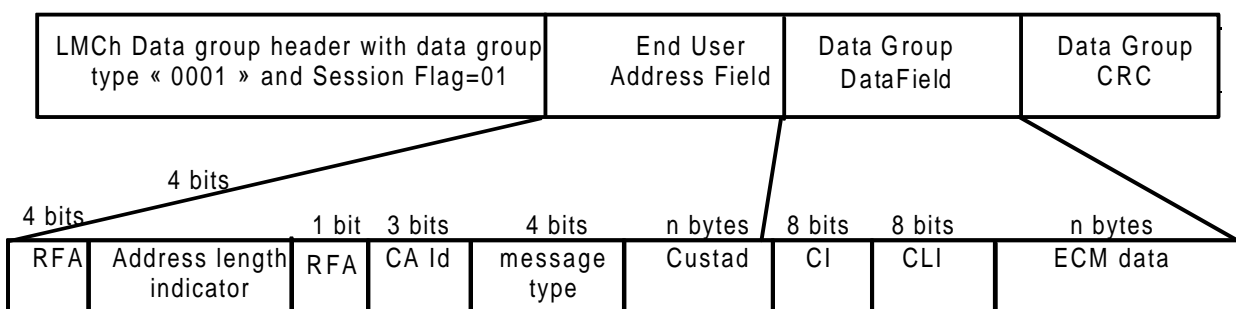 LMCh Data group header with data group type « 0001 » and Session Flag=01
End User Address Field
Data Group DataField
Data Group CRC
4 bits
4 bits
1 bit
3 bits
4 bits
n bytes
8 bits
8 bits
n bytes
RFA
Address length indicator
RFA
CA Id
message type
Custad
CI
CLI
ECM data